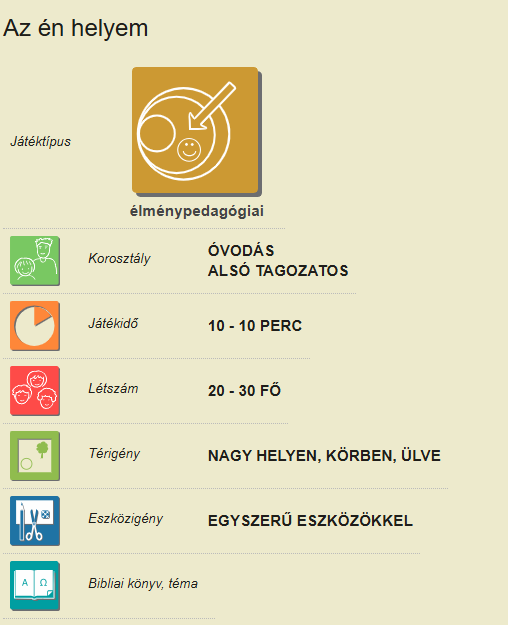 Az én helyem
Játéktípus
élménypedagógiai
Korosztály
ÓVODÁS
ALSÓ TAGOZATOS
Játékidő
10 - 10 PERC
Létszám
20 - 30 FŐ
Térigény
NAGY HELYEN, KÖRBEN, ÜLVE
Eszközigény
EGYSZERŰ ESZKÖZÖKKEL
A Ω
Bibliai könyv, téma